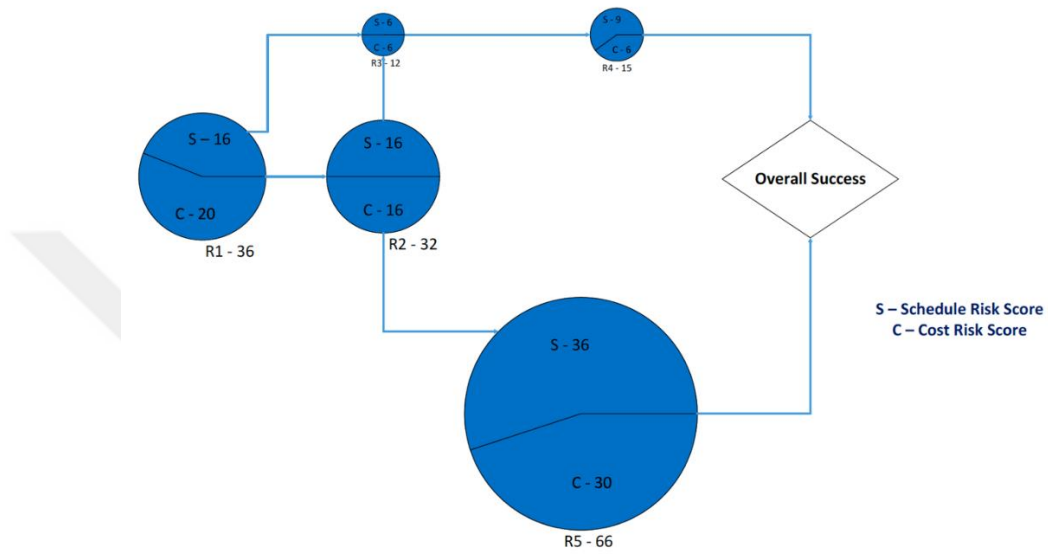 S - 6
C - 6
R3 - 12
S - 9
C - 6
R4 - 15
S – 16
C - 20
R1 - 36
S - 16
C - 16
R2 - 32
Overall Success
S - 36
C - 30
R5 - 66
S – Schedule Risk Score
C – Cost Risk Score